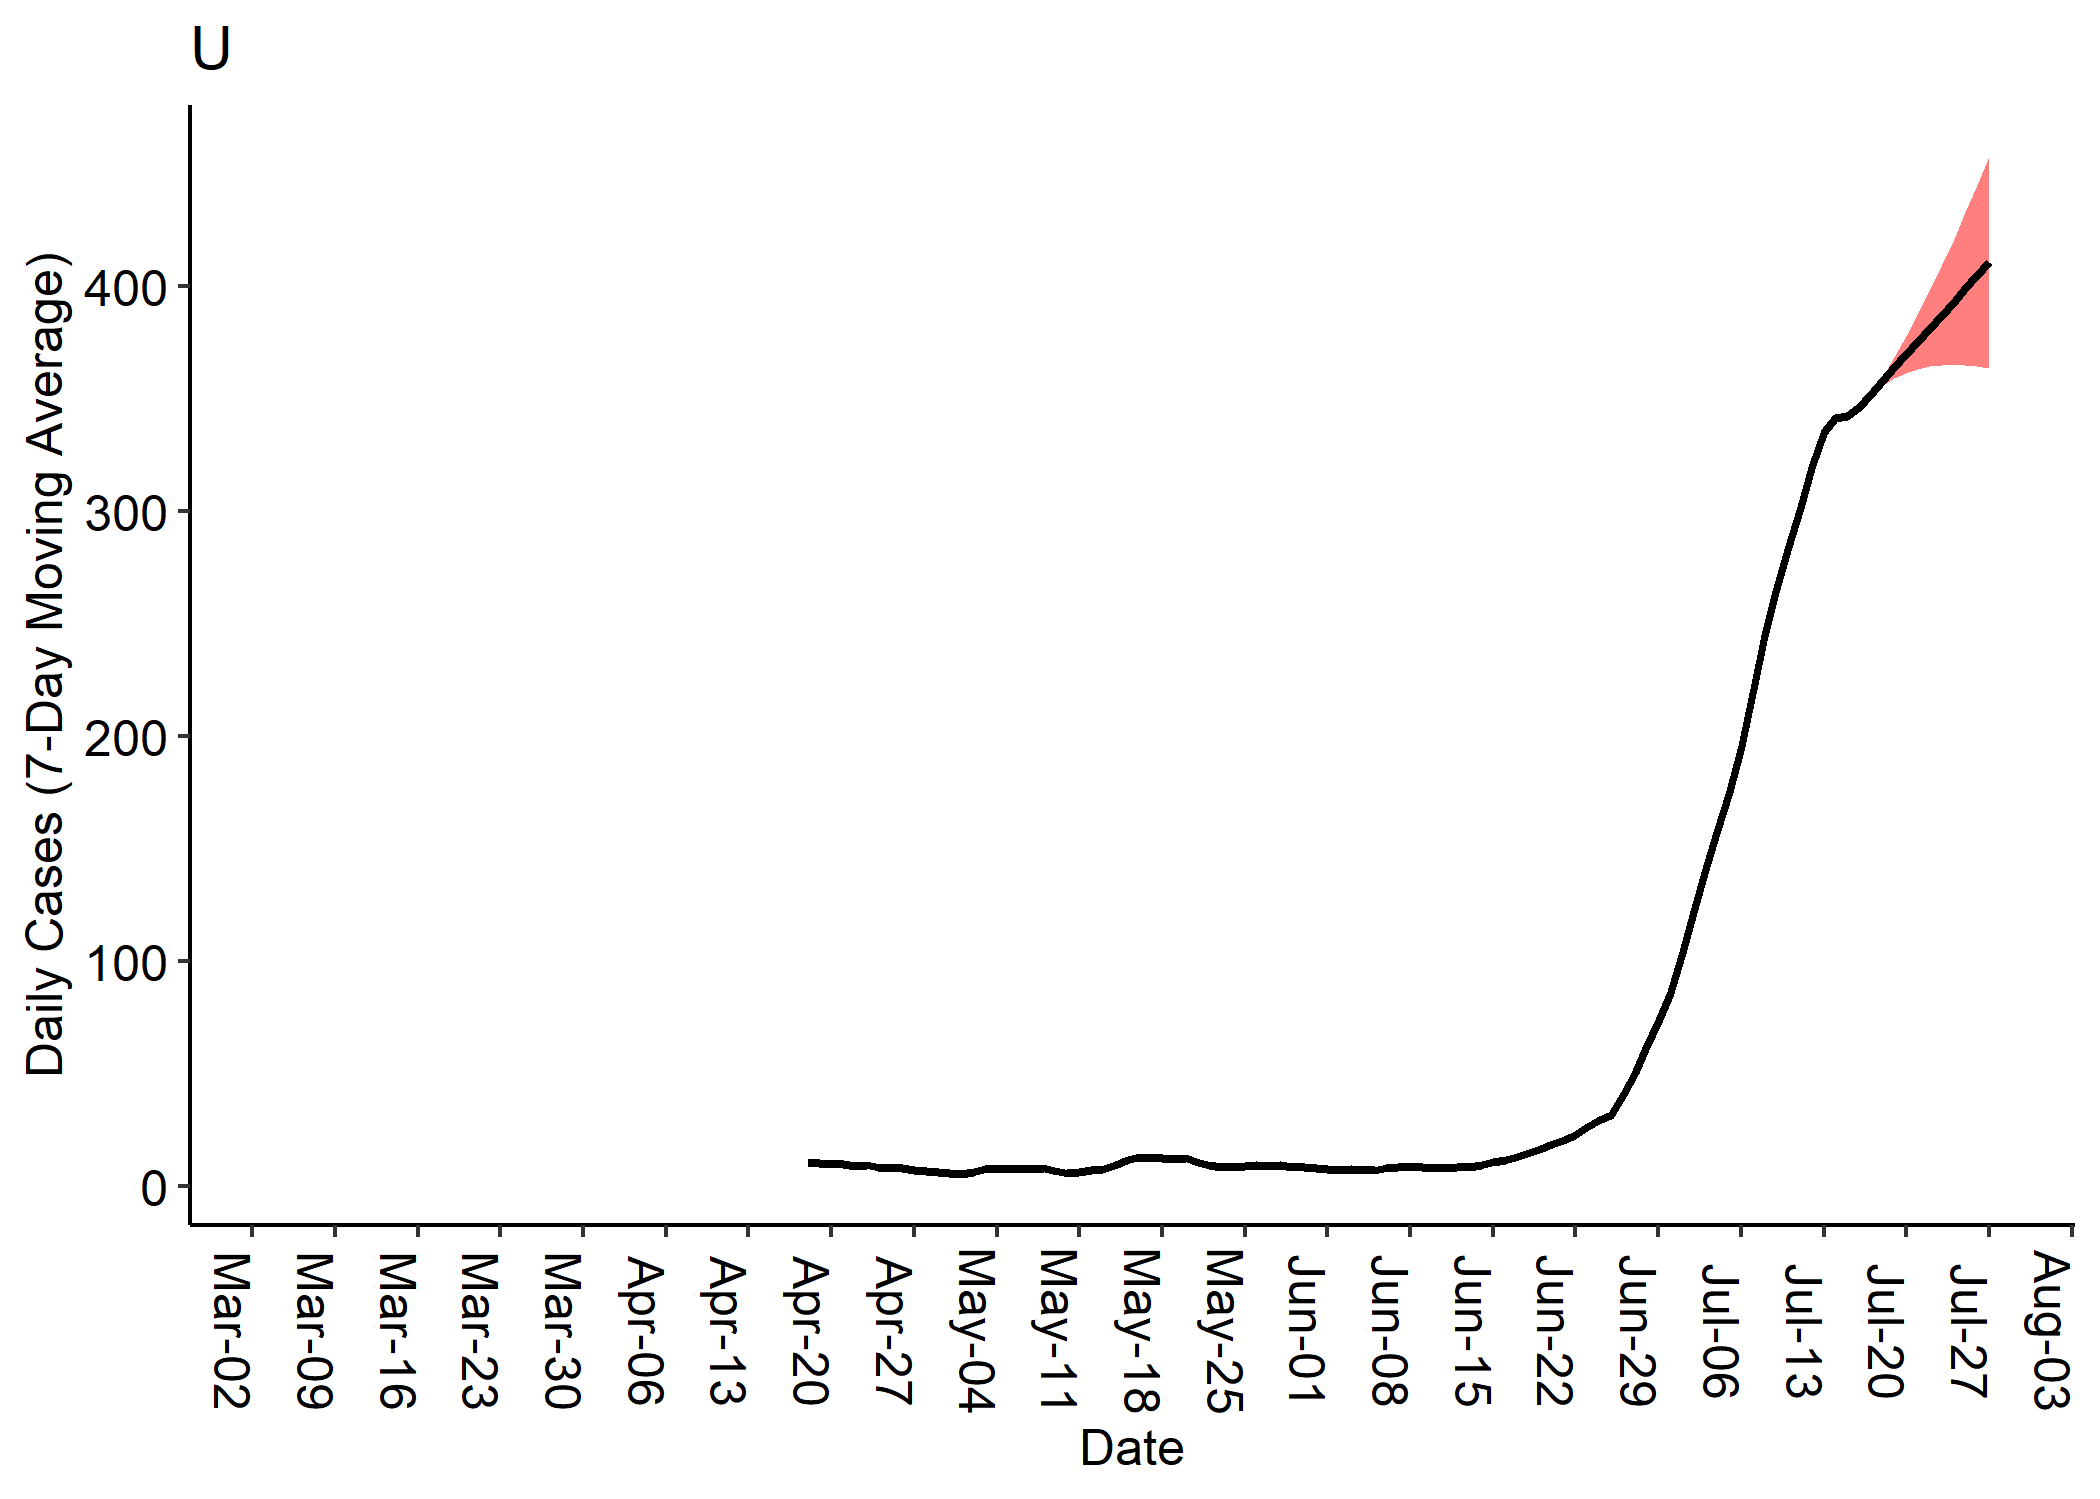 U
Daily Cases (7-Day Moving Average)
400
300
200
100
0
Mar-02
Mar-09
Mar-16
Mar-23
Mar-30
Apr-06
Apr-13
Apr-20
Apr-27
May-04
May-11
May-18
May-25
Jun-01
Jun-08
Jun-15
Jun-22
Jun-29
Jul-06
Jul-13
Jul-20
Jul-27
Aug-03
Date